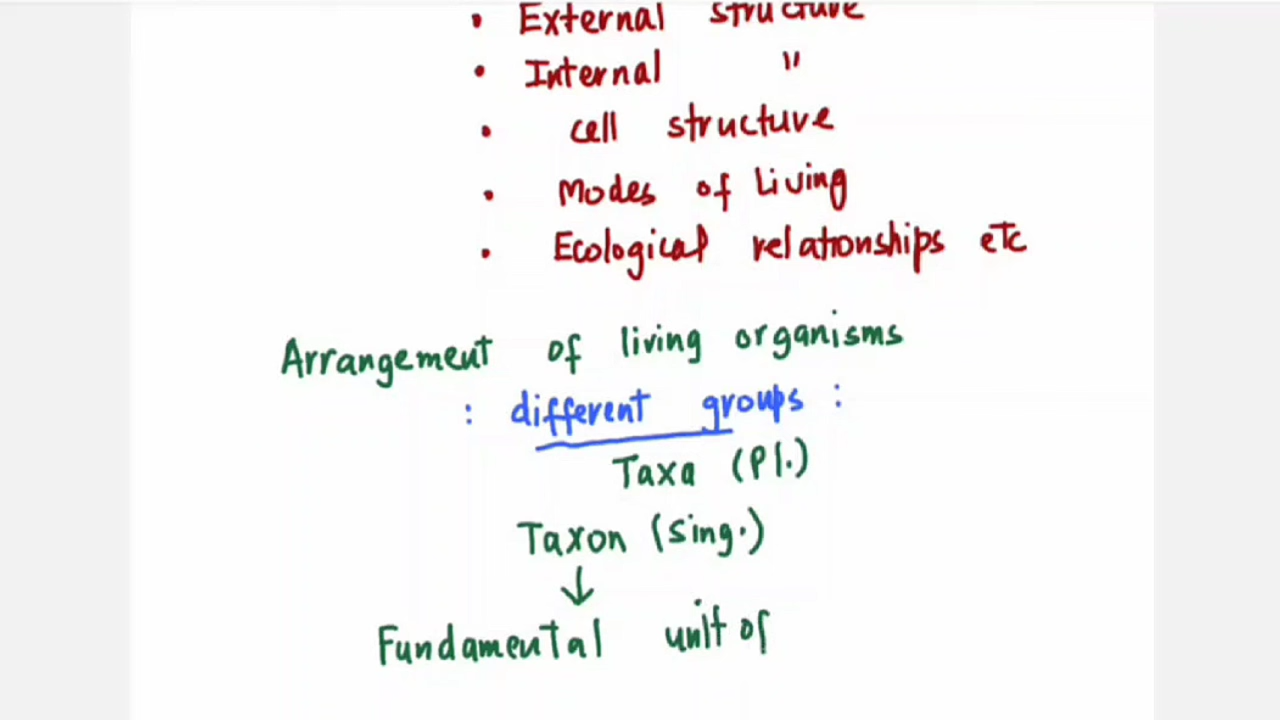 • External structure
• Internal "
• cell structure
• Modes of Living
• Ecological relationships etc
Arrangement of living organisms
: different groups :
Taxa (Pl.)
Taxon (Sing.)
↓
Fundamental unit of